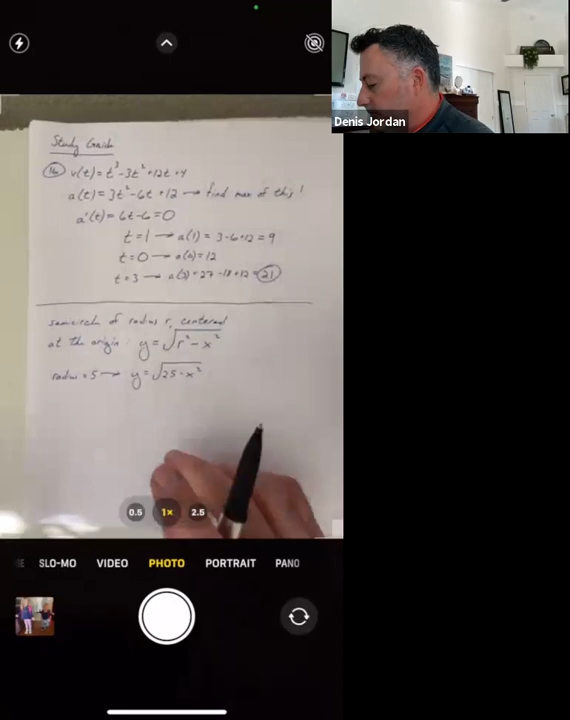 Denis Jordan
Study Guide
16 v(t) = t³ - 3t² + 12t + 4
a(t) = 3t² - 6t + 12 → find max of this!
a'(t) = 6t - 6 = 0
t = 1 → a(1) = 3 - 6 + 12 = 9
t = 0 → a(0) = 12
t = 3 → a(3) = 27 - 18 + 12 = 21
semicircle of radius r, centered
at the origin: y = √r² - x²
radius = 5 → y = √25 - x²
0.5 1× 2.5
SLO-MO VIDEO PHOTO PORTRAIT PANO